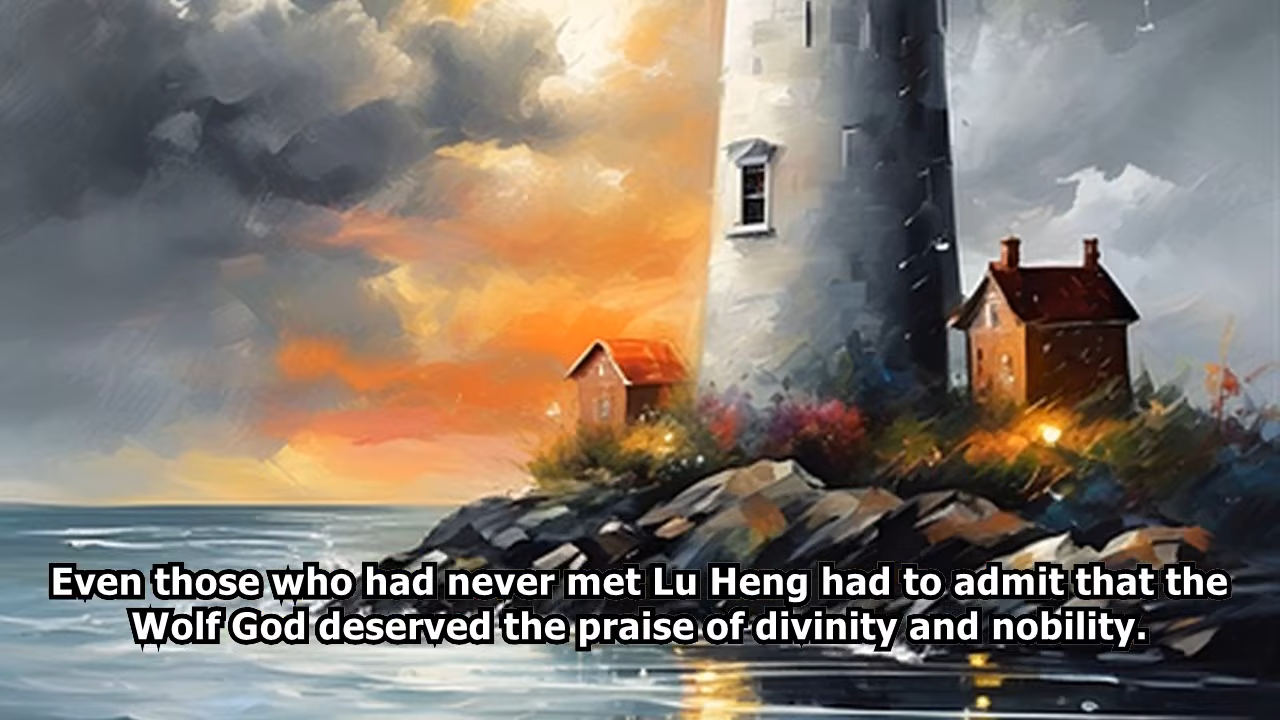 Even those who had never met Lu Heng had to admit that the
Wolf God deserved the praise of divinity and nobility.